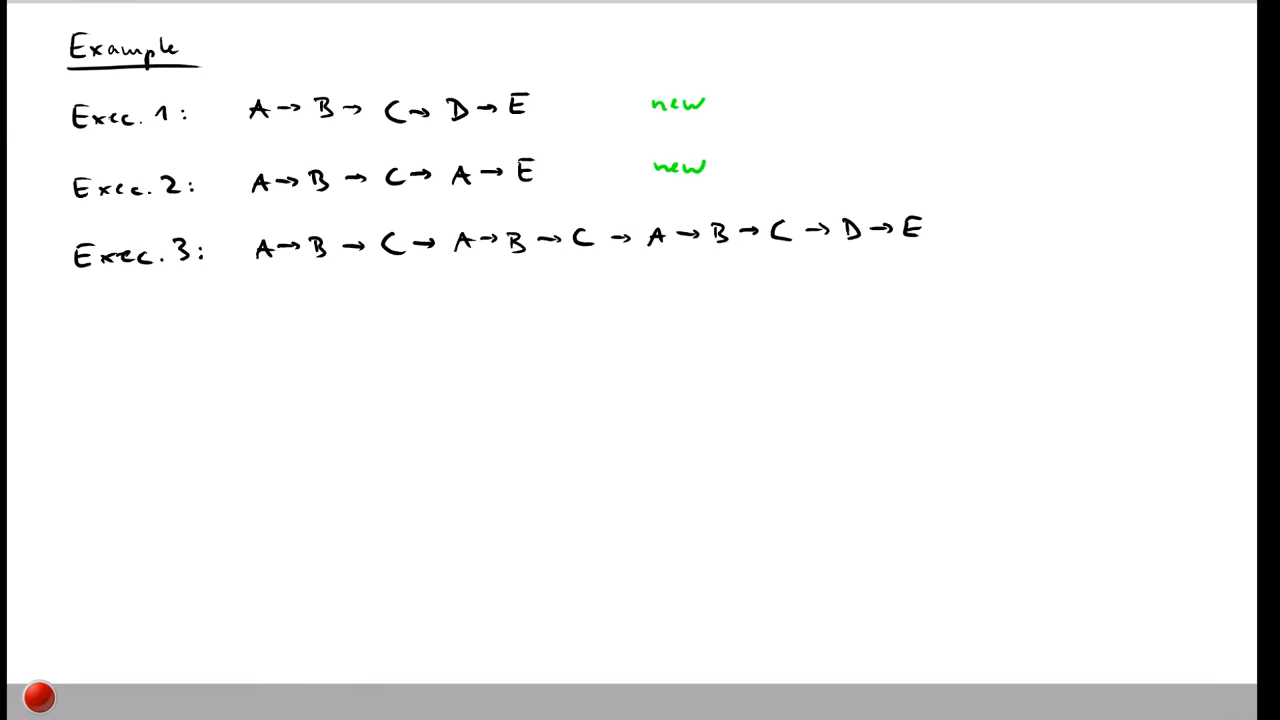 Example
Exec. 1: A → B → C → D → E new
Exec. 2: A → B → C → A → E new
Exec. 3: A → B → C → A → B → C → A → B → C → D → E